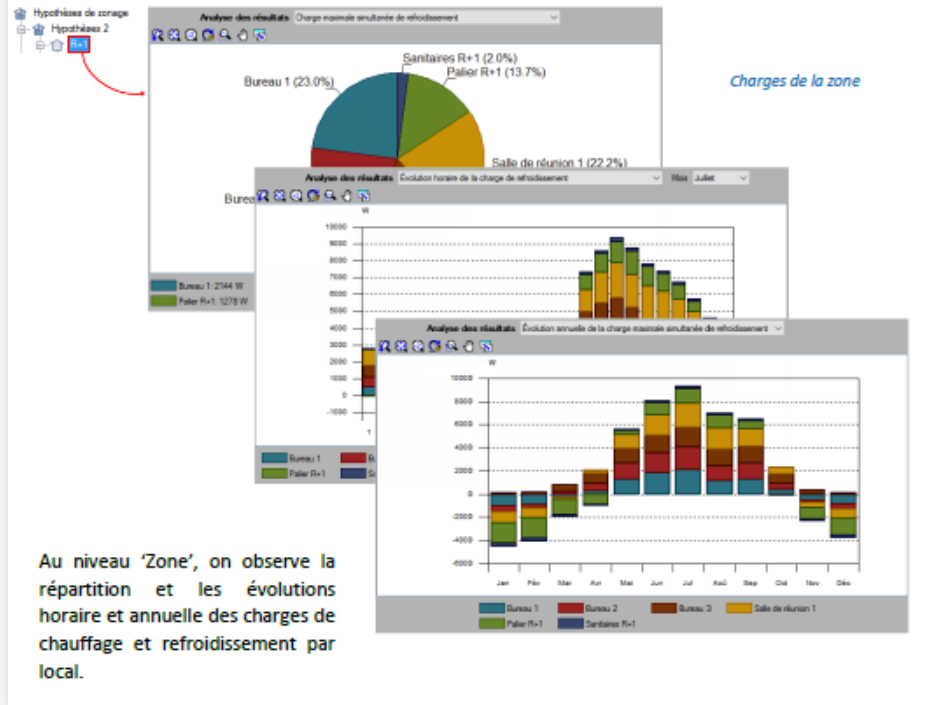 Hypothèses de zonage
Hypothèses 2
R+1
Analyse des résultats Charge maximale simultanée de refroidissement
Sanitaires R+1 (2.0%)
Palier R+1 (13.7%)
Bureau 1 (23.0%)
Charges de la zone
Salle de réunion 1 (22.2%)
Analyse des résultats Évolution horaire de la charge de refroidissement Mois Juillet
Burea
W
10000
9000
8000
7000
6000
5000
4000
3000
2000
1000
0
-1000
1
Bureau 1: 2144 W
Palier R+1: 1278 W
Bureau 1 B
Palier R+1 Sa
Analyse des résultats Évolution annuelle de la charge maximale simultanée de refroidissement
W
10000
8000
6000
4000
2000
0
-2000
-4000
-6000
Jan Fév Mar Avr Mai Jun Jul Aoû Sep Oct Nov Déc
Bureau 1 Bureau 2 Bureau 3 Salle de réunion 1
Palier R+1 Sanitaires R+1
Au niveau ‘Zone’, on observe la
répartition et les évolutions
horaire et annuelle des charges de
chauffage et refroidissement par
local.